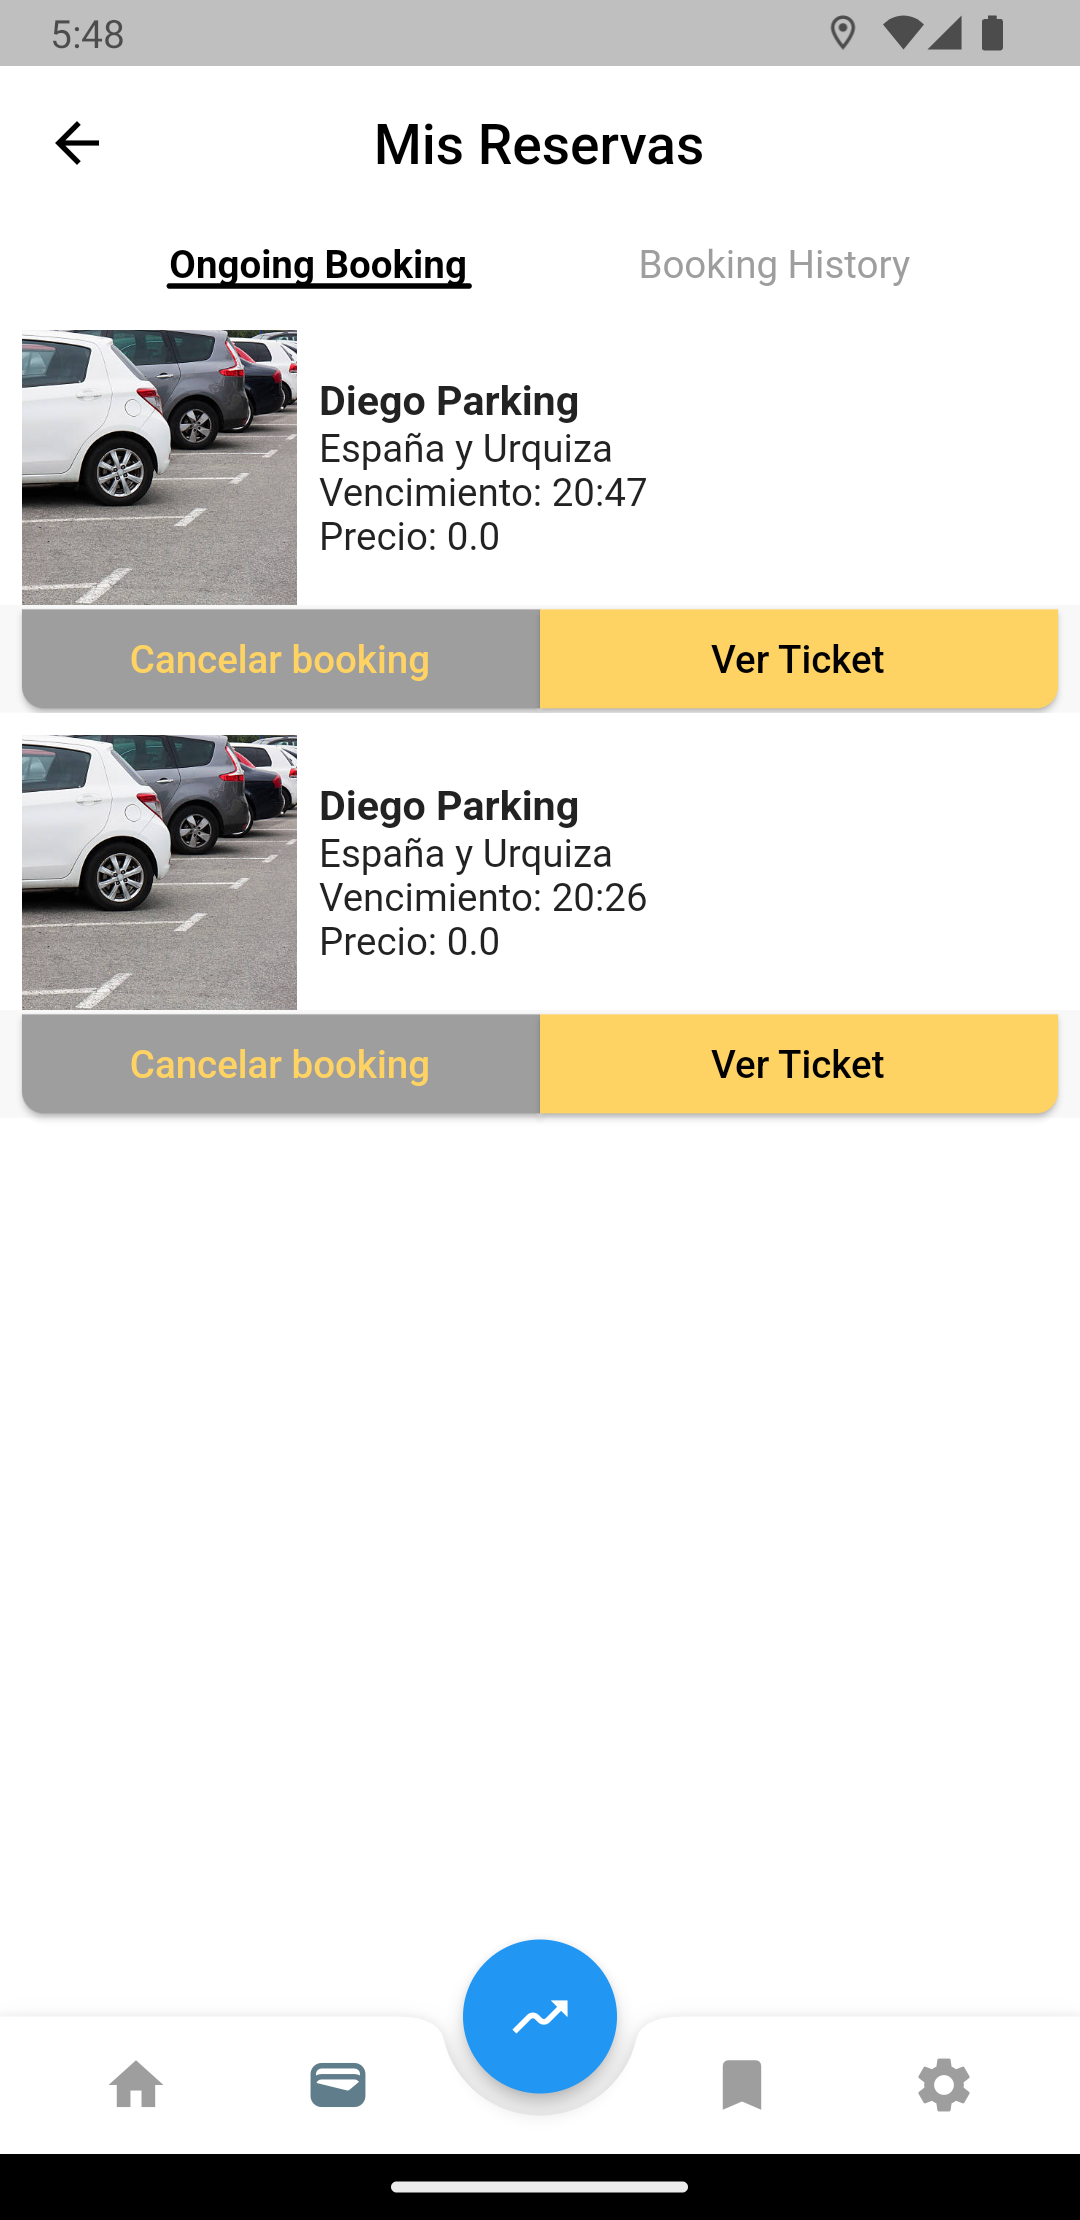 5:48
Mis Reservas
Ongoing Booking
Booking History
Diego Parking
España y Urquiza
Vencimiento: 20:47
Precio: 0.0
Cancelar booking
Ver Ticket
Diego Parking
España y Urquiza
Vencimiento: 20:26
Precio: 0.0
Cancelar booking
Ver Ticket